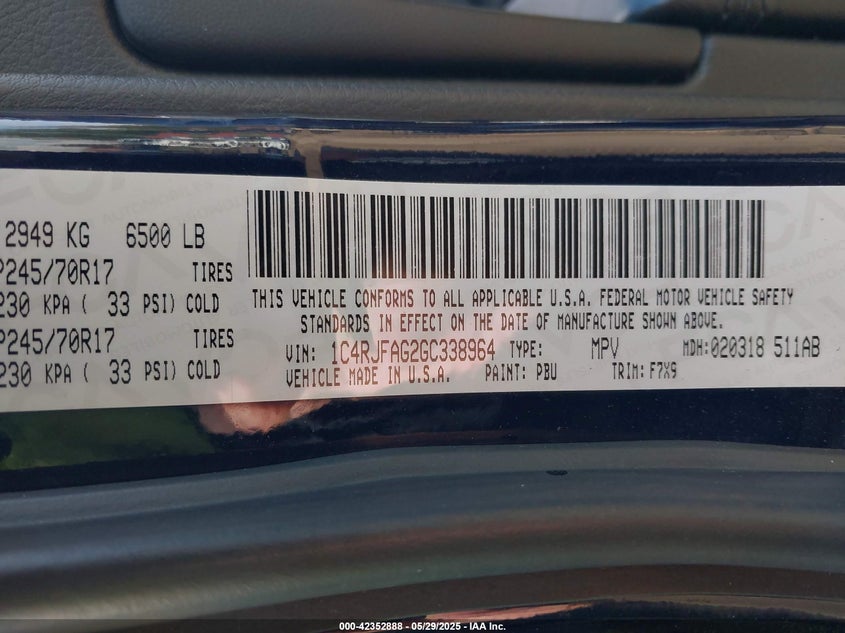 2949 KG 6500 LB
P245/70R17 TIRES
230 KPA ( 33 PSI) COLD
P245/70R17 TIRES
230 KPA ( 33 PSI) COLD
THIS VEHICLE CONFORMS TO ALL APPLICABLE U.S.A. FEDERAL MOTOR VEHICLE SAFETY
STANDARDS IN EFFECT ON THE DATE OF MANUFACTURE SHOWN ABOVE.
VIN: 1C4RJFAG2GC338964 TYPE: MPV MDH:020318 511AB
VEHICLE MADE IN U.S.A. PAINT: PBU TRIM: F7X9
000-42352888 - 05/29/2025 - IAA Inc.